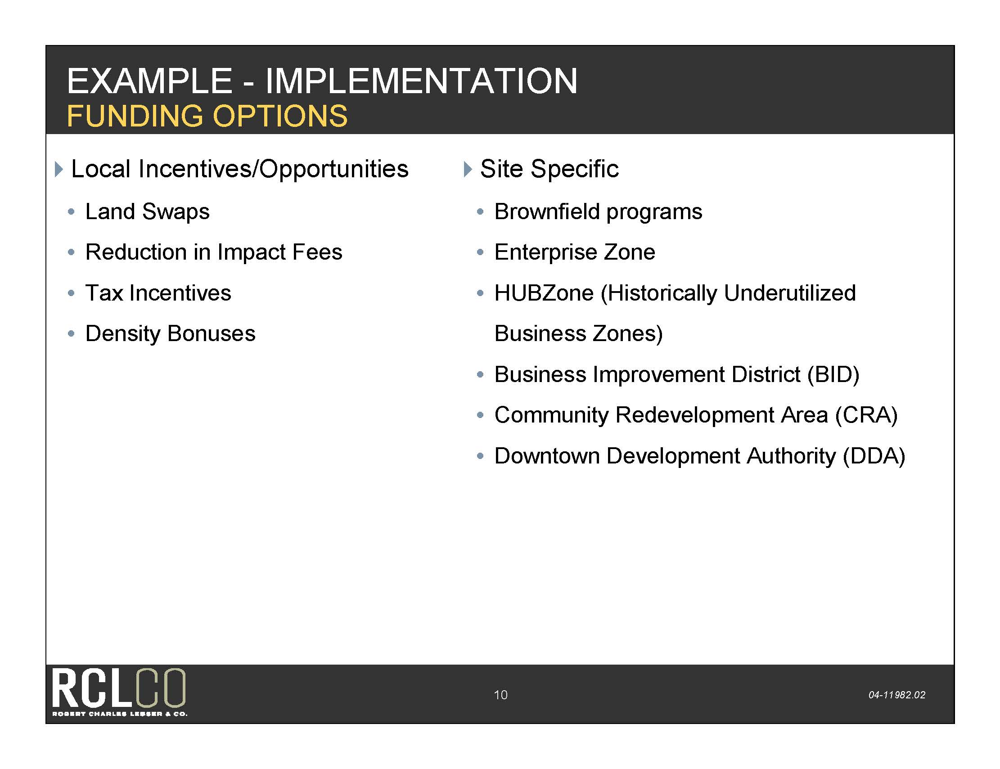 EXAMPLE - IMPLEMENTATION
FUNDING OPTIONS
Local Incentives/Opportunities
• Land Swaps
• Reduction in Impact Fees
• Tax Incentives
• Density Bonuses
Site Specific
• Brownfield programs
• Enterprise Zone
• HUBZone (Historically Underutilized
Business Zones)
• Business Improvement District (BID)
• Community Redevelopment Area (CRA)
• Downtown Development Authority (DDA)
RCLCO
ROBERT CHARLES LESSER & CO.
10
04-11982.02